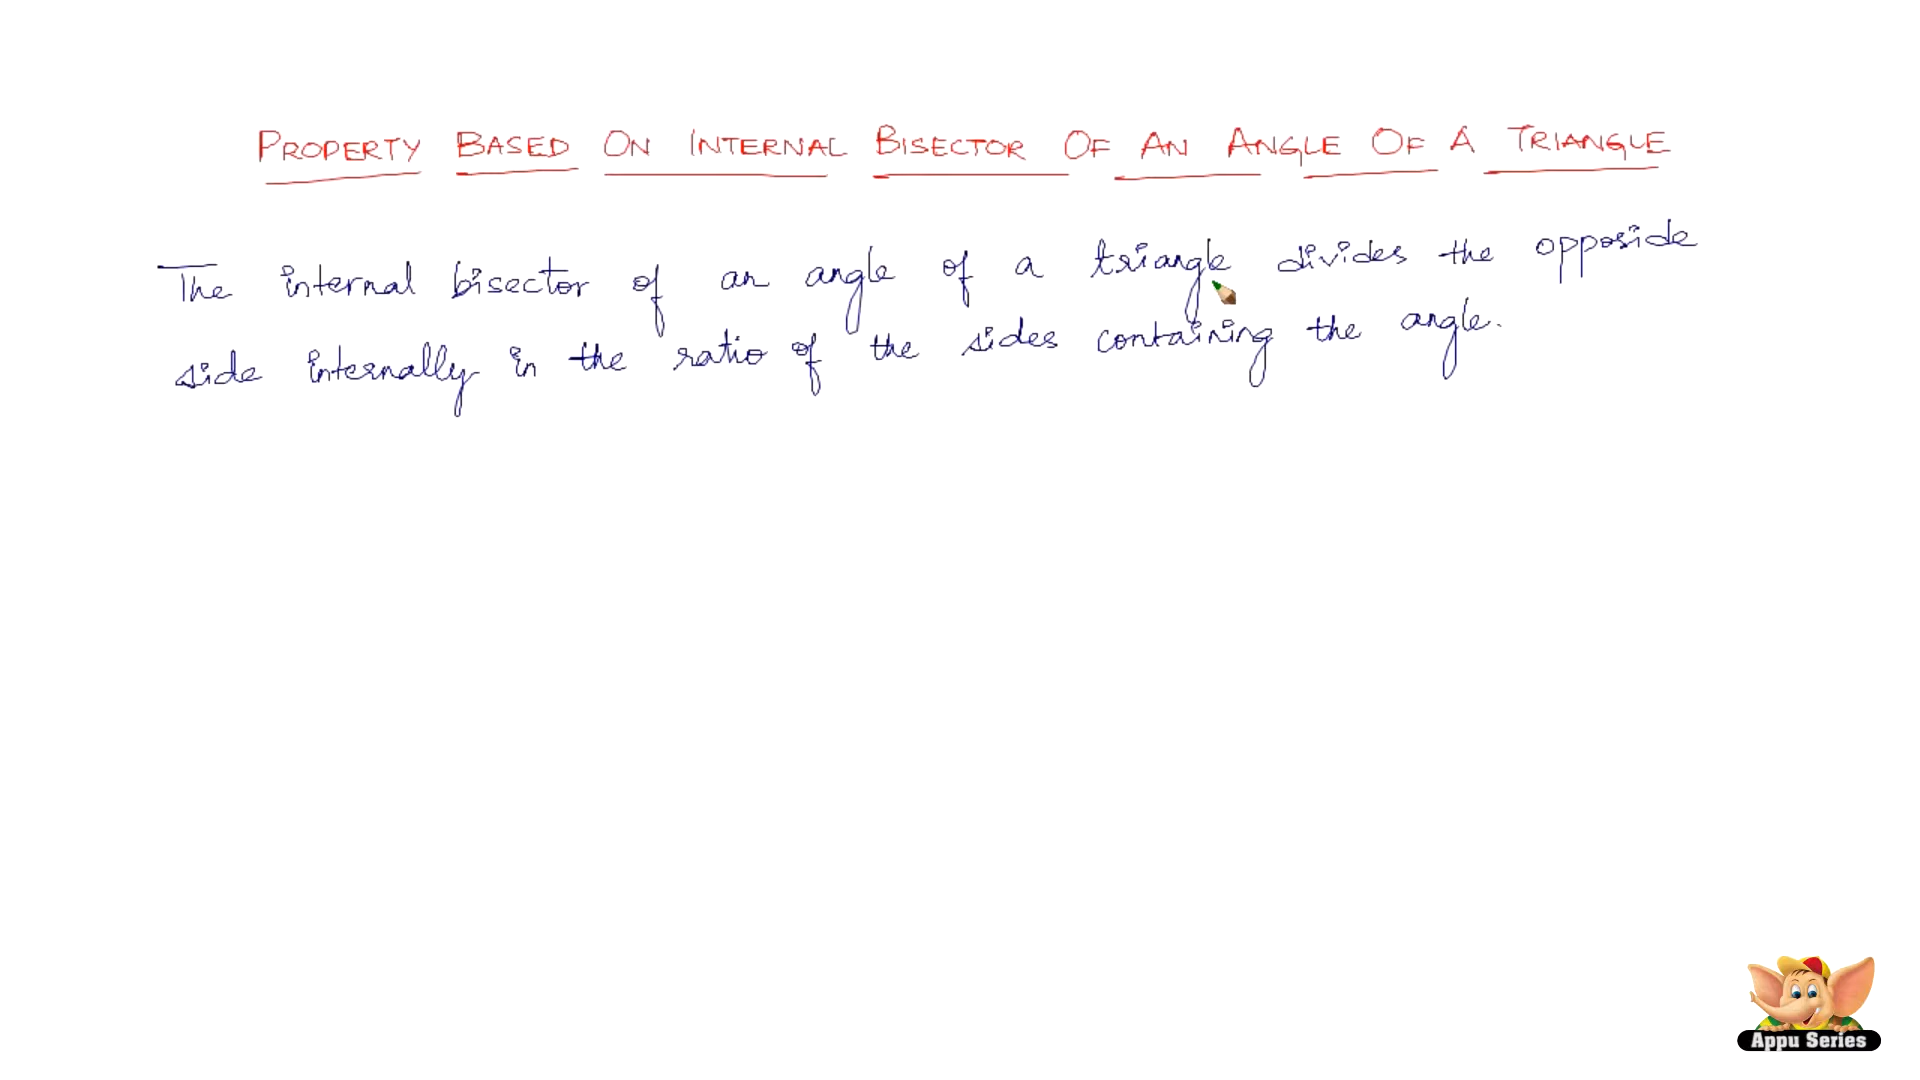 PROPERTY BASED ON INTERNAL BISECTOR OF AN ANGLE OF A TRIANGLE
The internal bisector of an angle of a triangle divides the opposide
side internally in the ratio of the sides containing the angle.
Appu Series